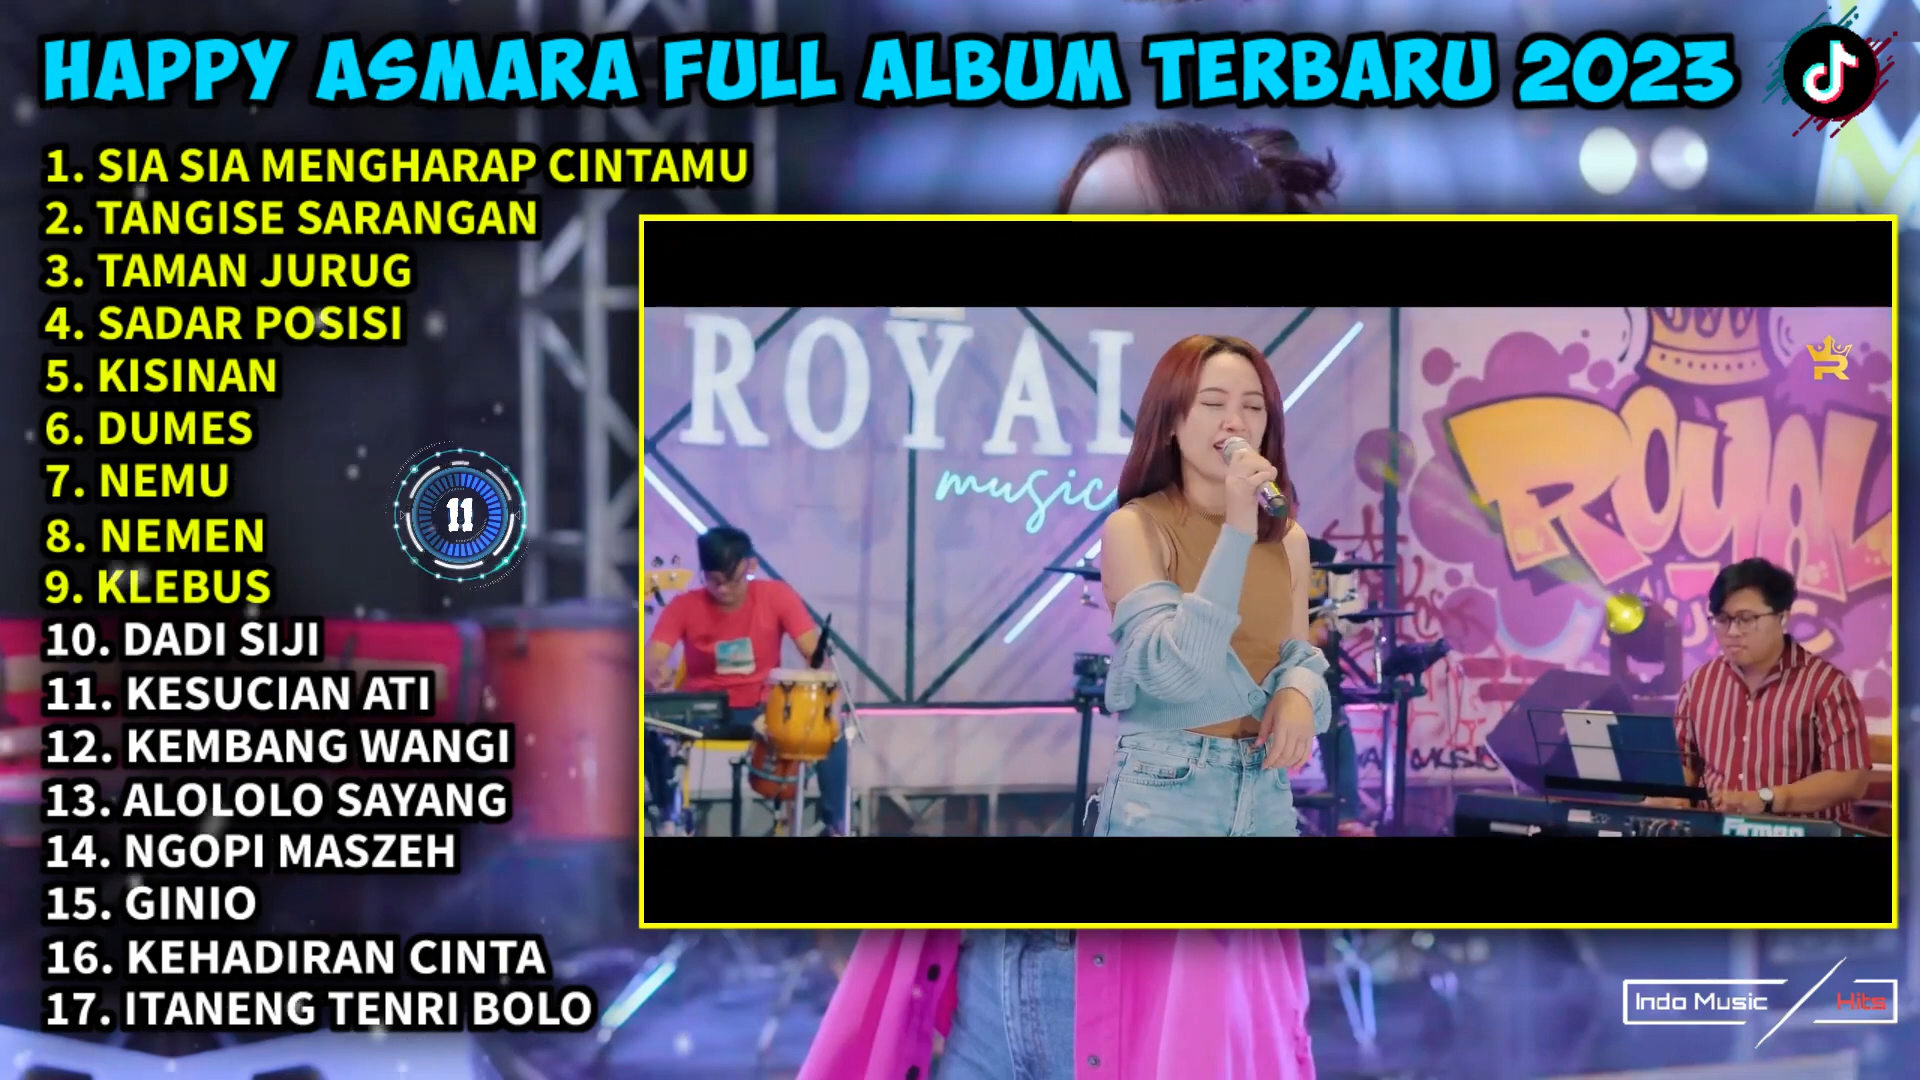 HAPPY ASMARA FULL ALBUM TERBARU 2023
1. SIA SIA MENGHARAP CINTAMU
2. TANGISE SARANGAN
3. TAMAN JURUG
4. SADAR POSISI
5. KISINAN
6. DUMES
7. NEMU
8. NEMEN
9. KLEBUS
10. DADI SIJI
11. KESUCIAN ATI
12. KEMBANG WANGI
13. ALOLOLO SAYANG
14. NGOPI MASZEH
15. GINIO
16. KEHADIRAN CINTA
17. ITANENG TENRI BOLO
11
ROYAL
music
R
ROYAL
MUSIC
Indo Music Hits